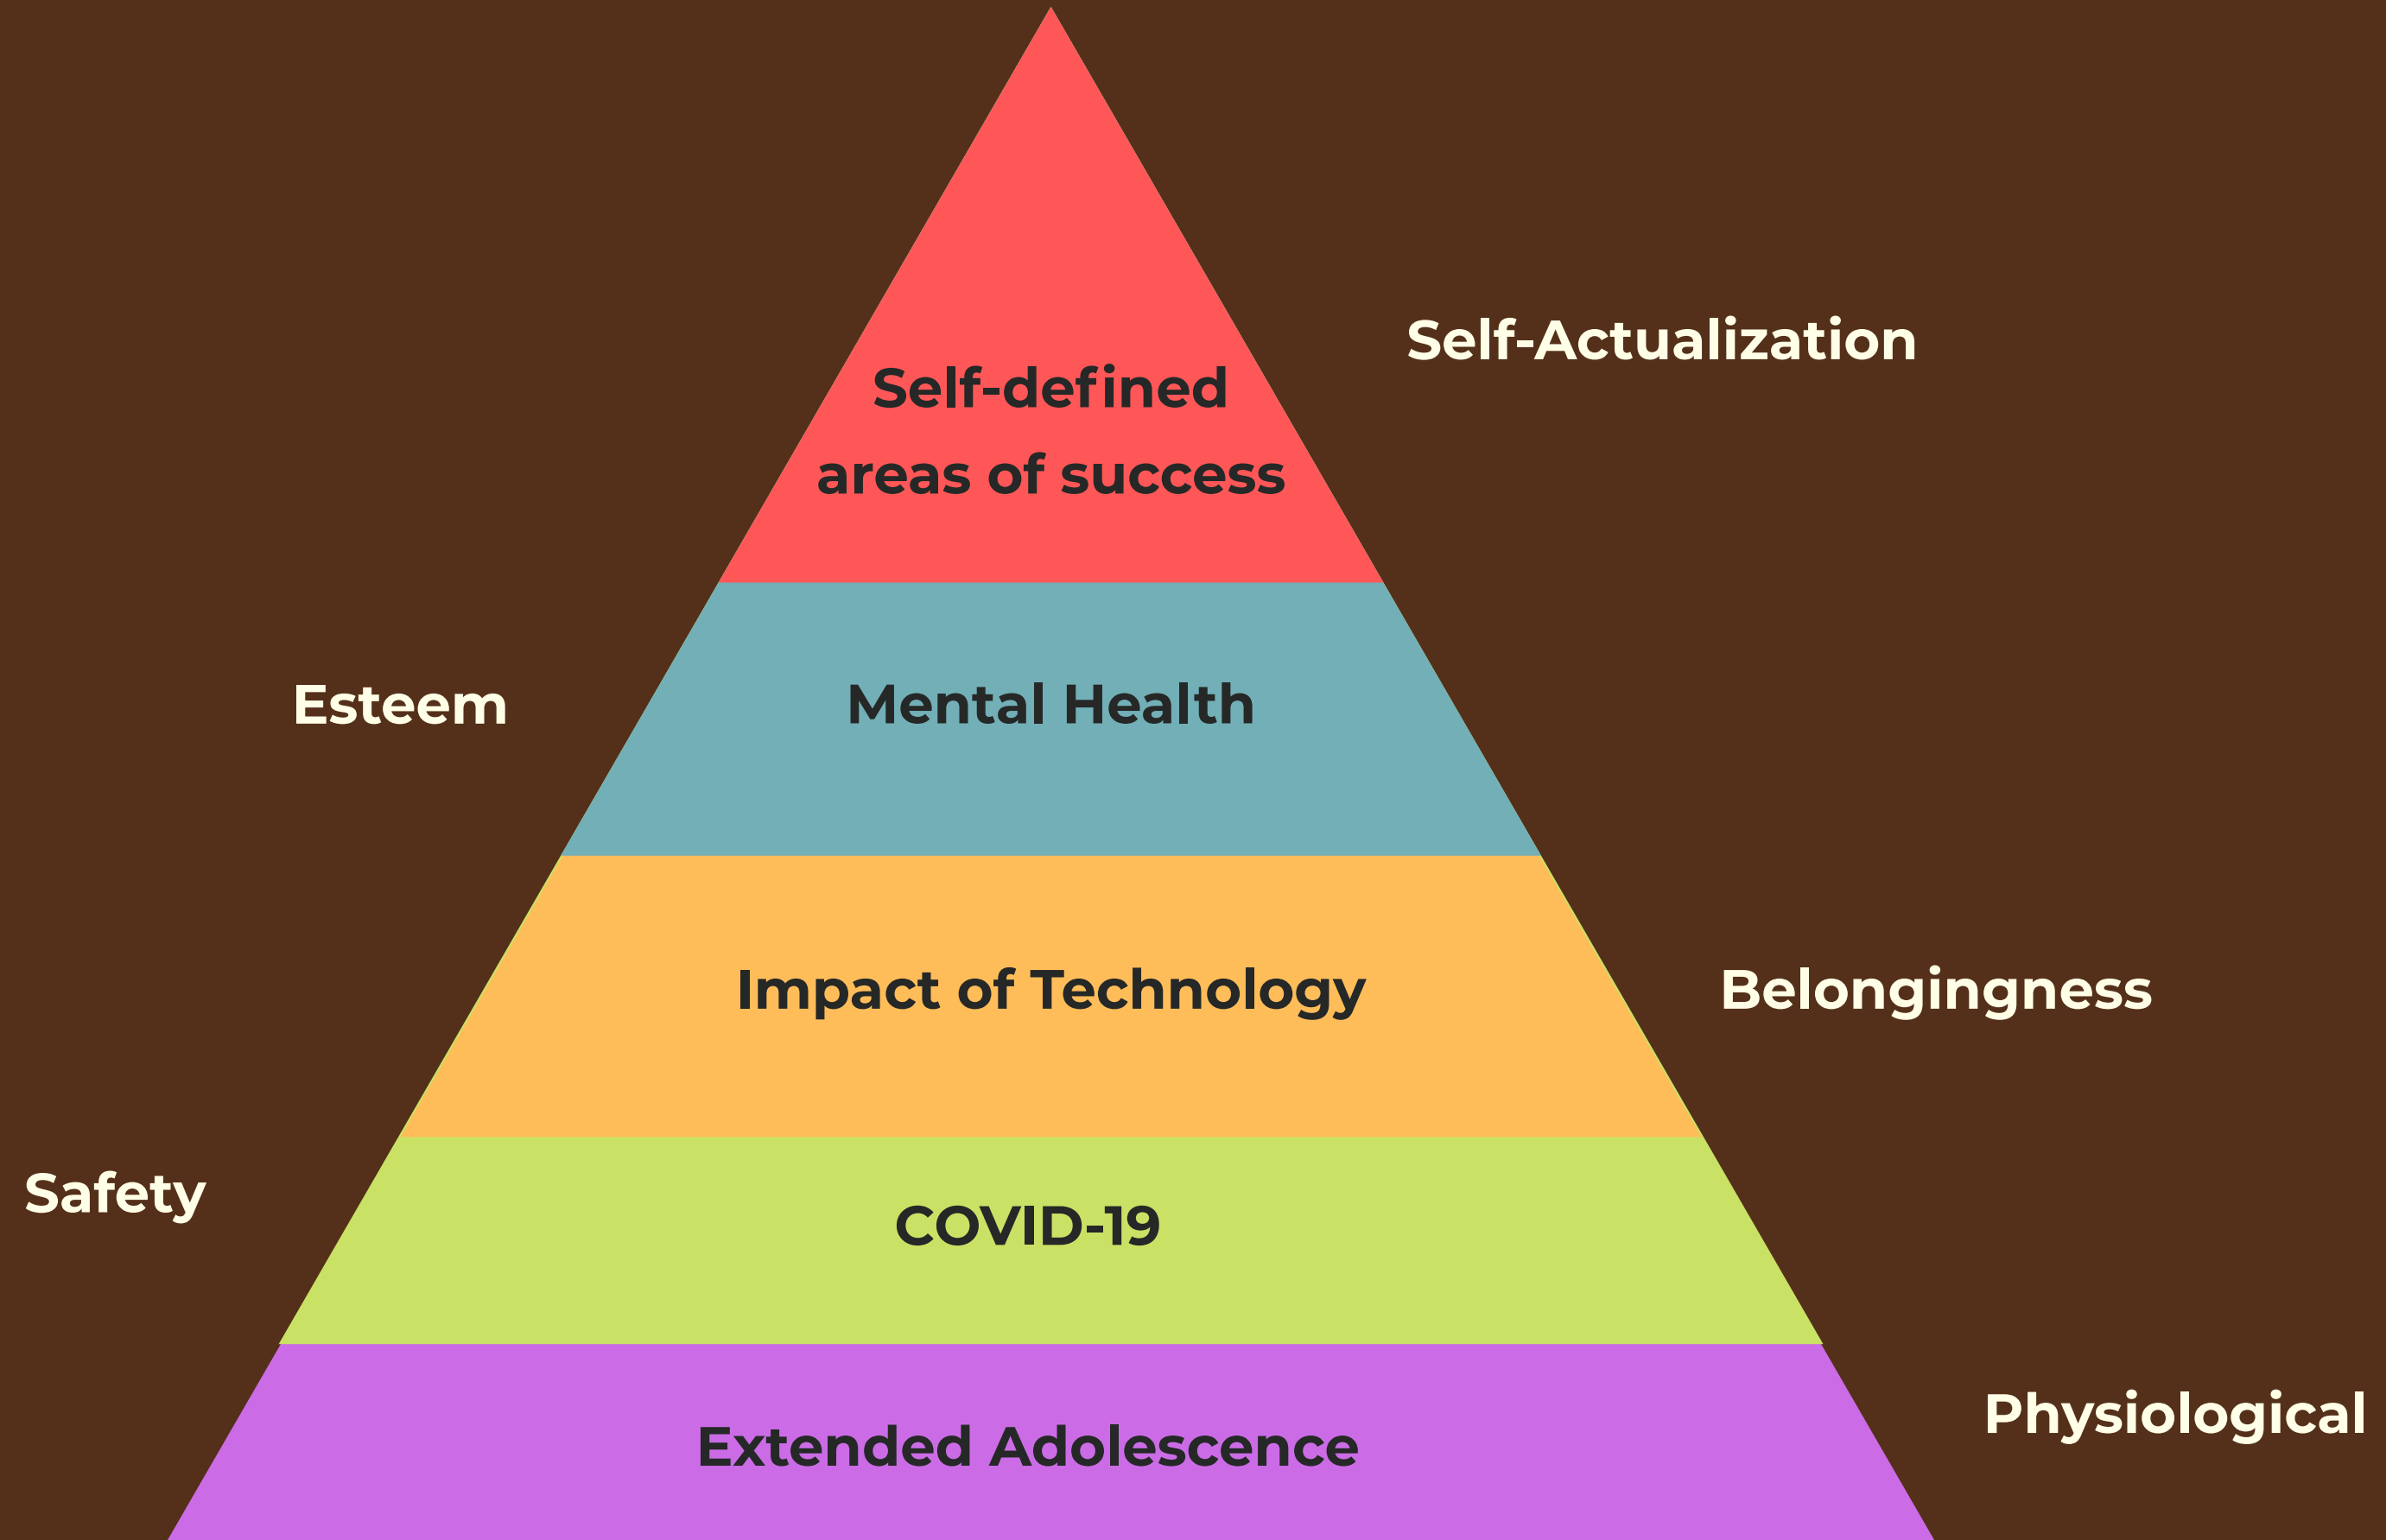 Self-Actualization
Self-defined
areas of success
Esteem
Mental Health
Impact of Technology
Belongingness
Safety
COVID-19
Physiological
Extended Adolescence